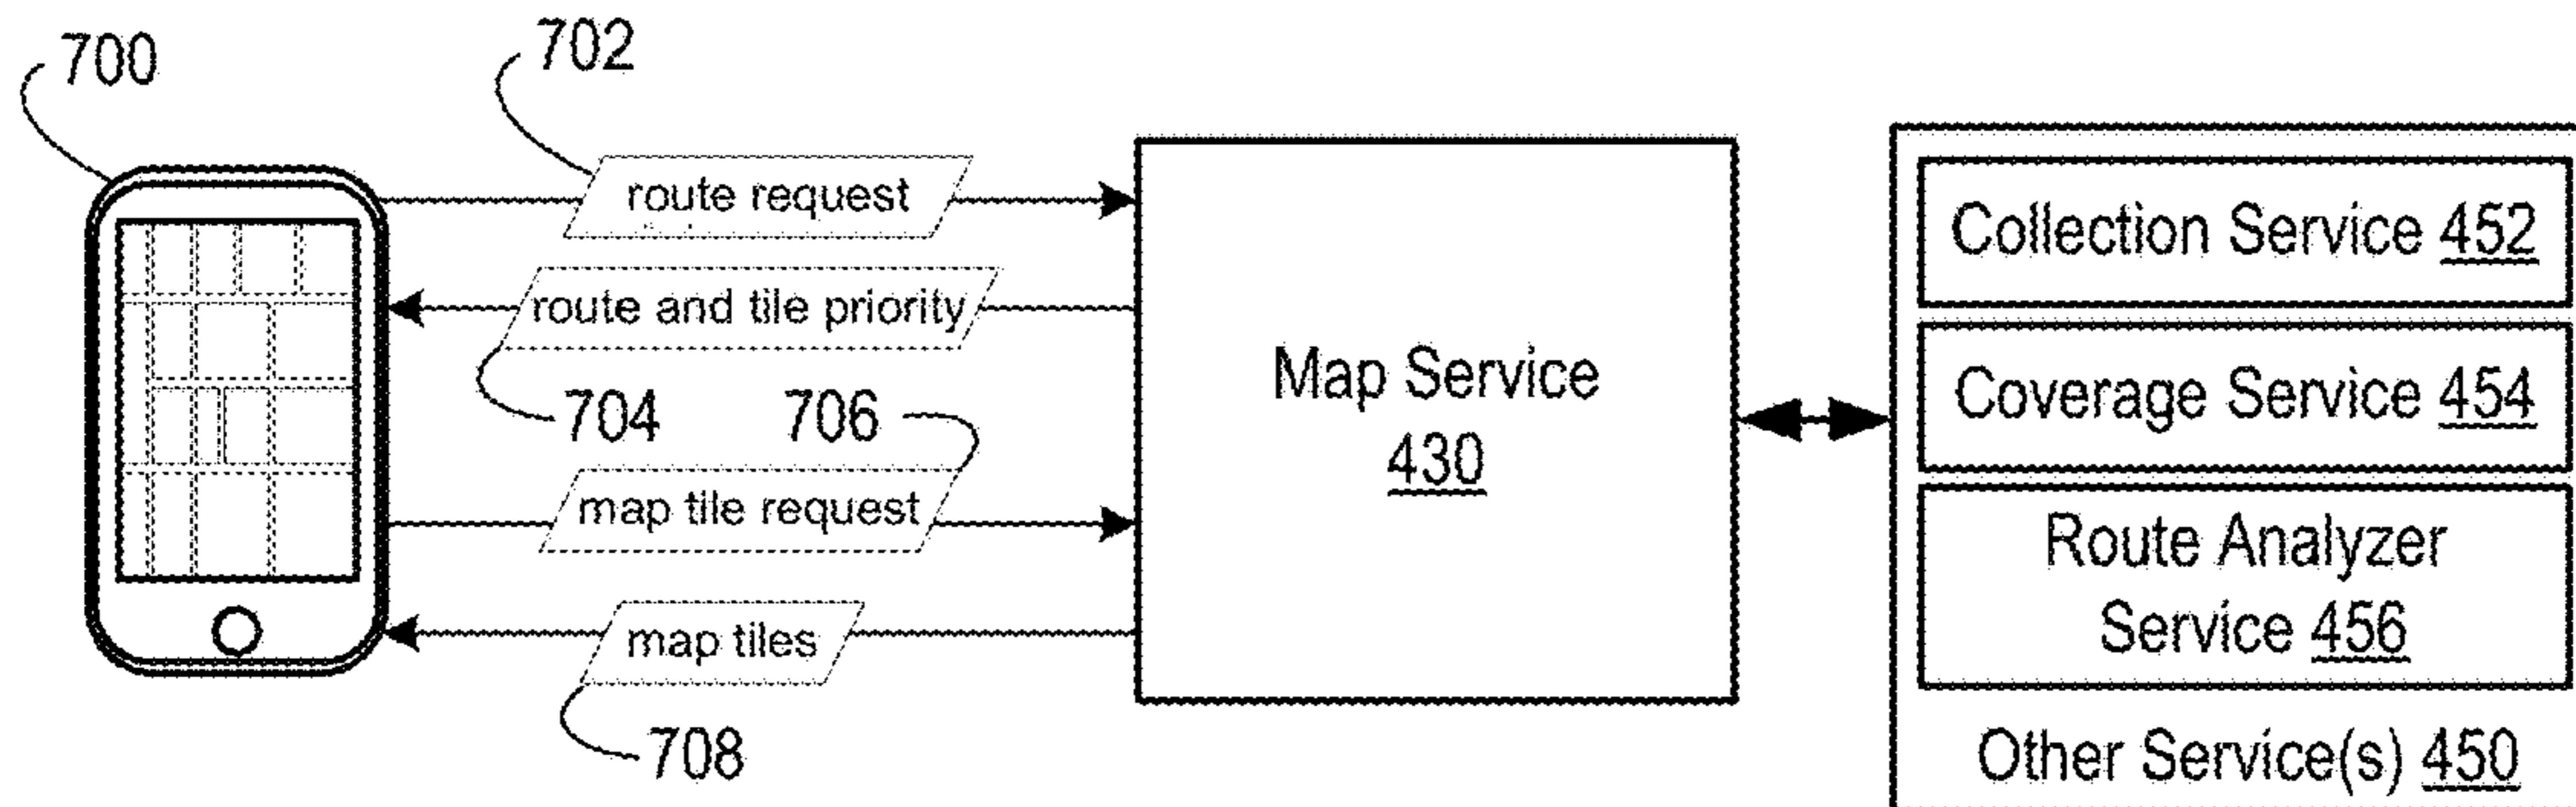 700
702
route request
route and tile priority
704
706
map tile request
map tiles
708
Map Service
430
Collection Service 452
Coverage Service 454
Route Analyzer
Service 456
Other Service(s) 450